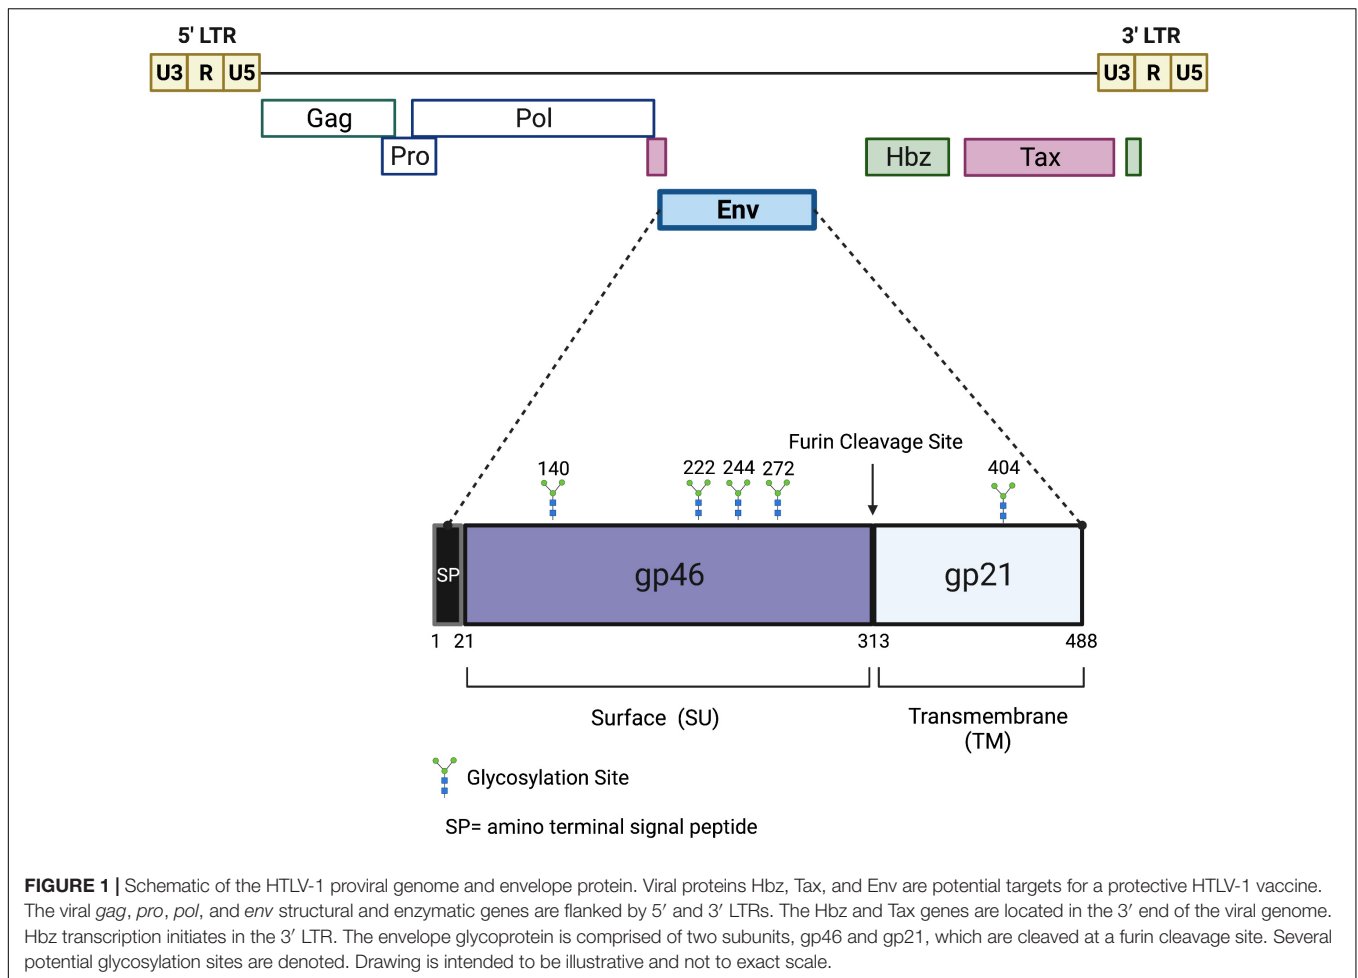 5' LTR
3' LTR
U3 R U5
U3 R U5
Gag
Pol
Pro
Hbz
Tax
Env
Furin Cleavage Site
140
222
244
272
404
SP
gp46
gp21
1
21
313
488
Surface (SU)
Transmembrane
(TM)
Glycosylation Site
SP= amino terminal signal peptide
FIGURE 1 | Schematic of the HTLV-1 proviral genome and envelope protein. Viral proteins Hbz, Tax, and Env are potential targets for a protective HTLV-1 vaccine.
The viral gag, pro, pol, and env structural and enzymatic genes are flanked by 5′ and 3′ LTRs. The Hbz and Tax genes are located in the 3′ end of the viral genome.
Hbz transcription initiates in the 3′ LTR. The envelope glycoprotein is comprised of two subunits, gp46 and gp21, which are cleaved at a furin cleavage site. Several
potential glycosylation sites are denoted. Drawing is intended to be illustrative and not to exact scale.